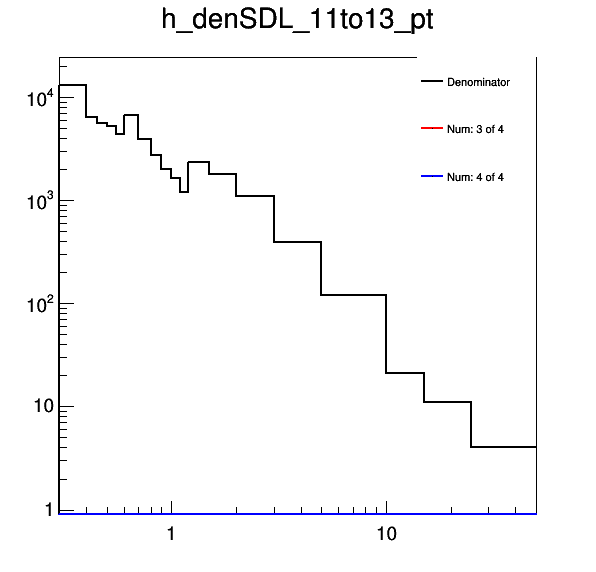 h_denSDL_11to13_pt
Denominator
Num: 3 of 4
Num: 4 of 4
10⁴
10³
10²
10
1
1 10